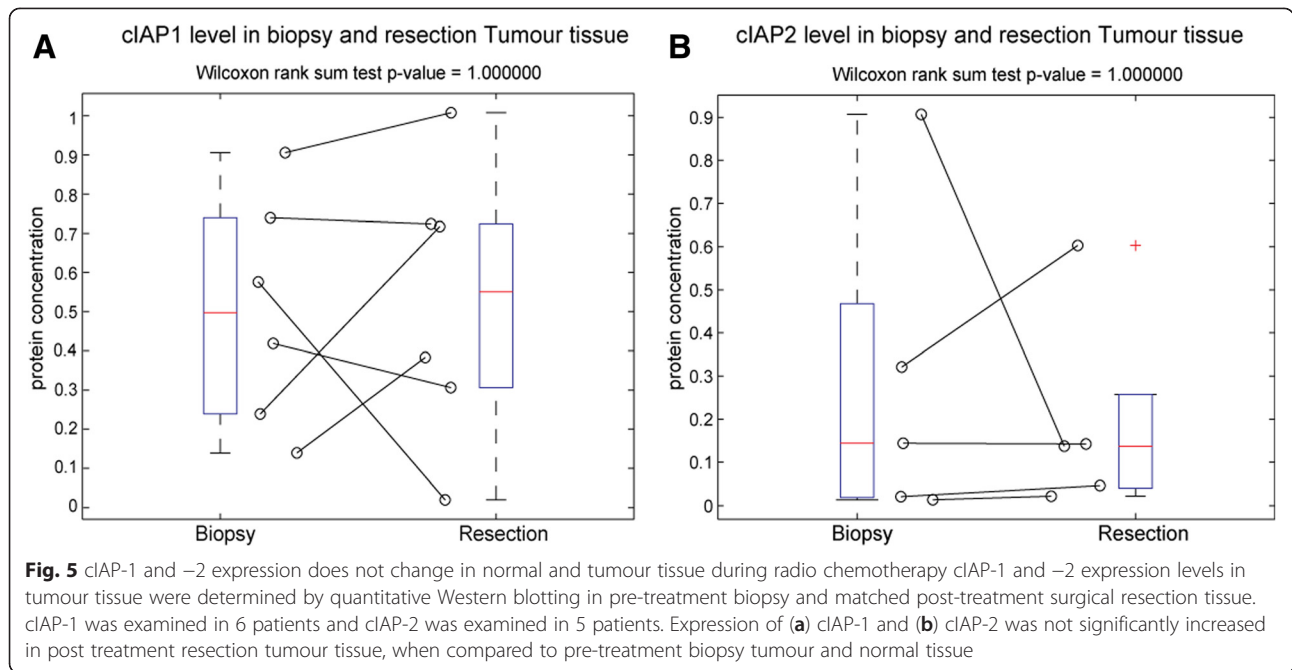 A
cIAP1 level in biopsy and resection Tumour tissue
Wilcoxon rank sum test p-value = 1.000000
protein concentration
1
0.9
0.8
0.7
0.6
0.5
0.4
0.3
0.2
0.1
0
Biopsy
Resection
B
cIAP2 level in biopsy and resection Tumour tissue
Wilcoxon rank sum test p-value = 1.000000
protein concentration
0.9
0.8
0.7
0.6
0.5
0.4
0.3
0.2
0.1
0
Biopsy
Resection
Fig. 5 cIAP-1 and −2 expression does not change in normal and tumour tissue during radio chemotherapy cIAP-1 and −2 expression levels in
tumour tissue were determined by quantitative Western blotting in pre-treatment biopsy and matched post-treatment surgical resection tissue.
cIAP-1 was examined in 6 patients and cIAP-2 was examined in 5 patients. Expression of (a) cIAP-1 and (b) cIAP-2 was not significantly increased
in post treatment resection tumour tissue, when compared to pre-treatment biopsy tumour and normal tissue